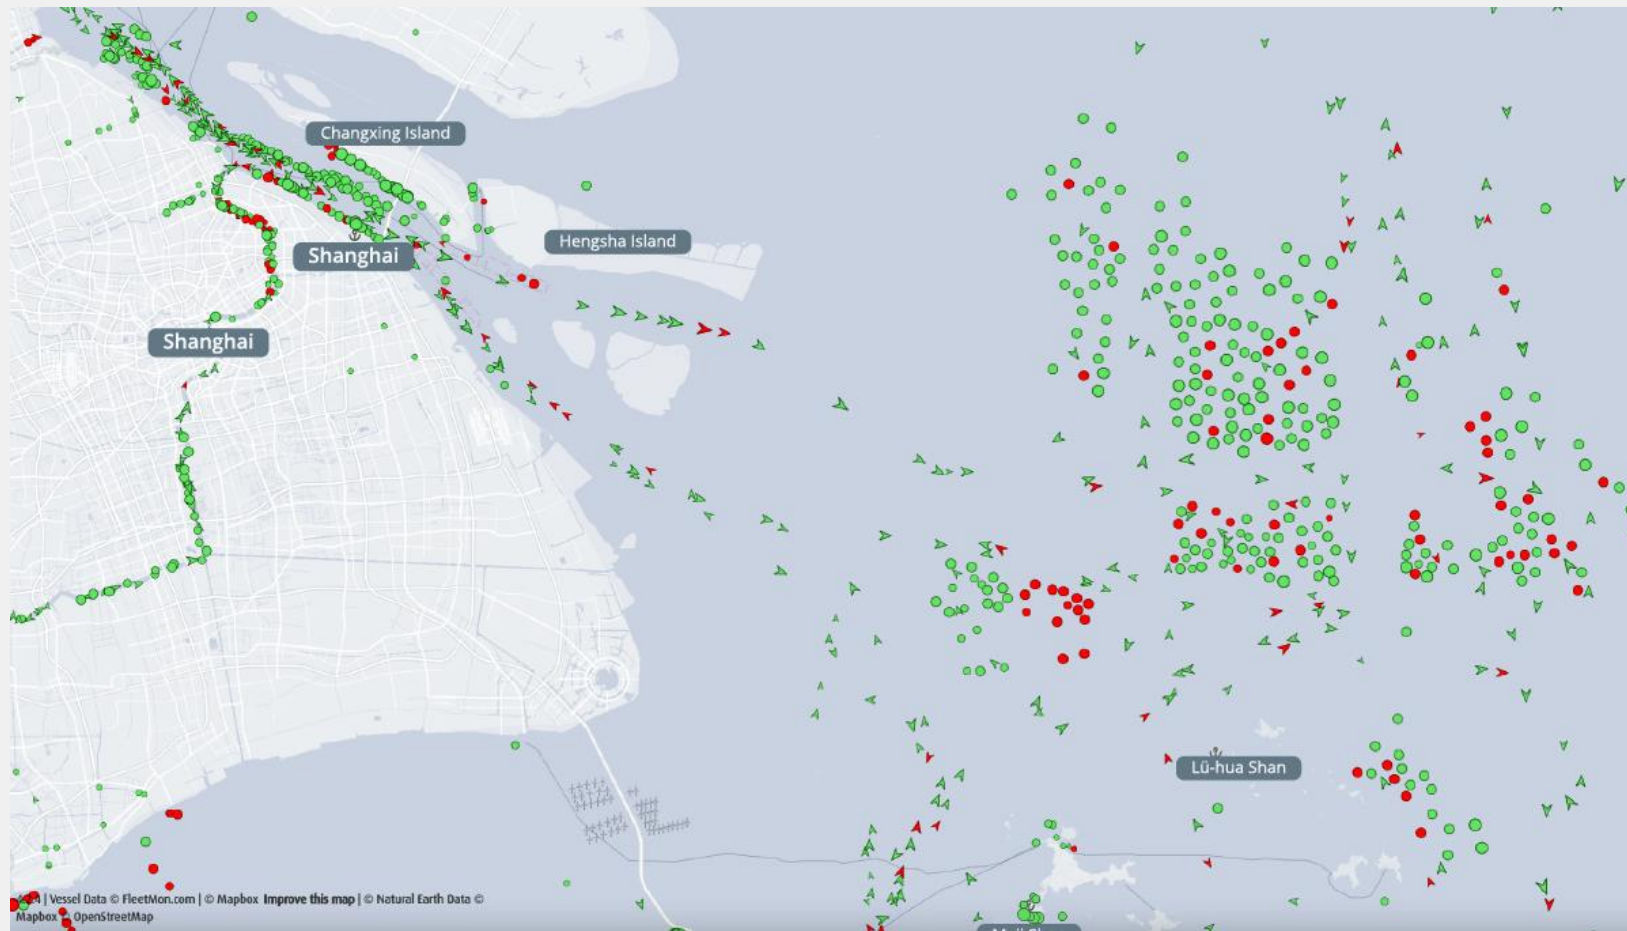 Changxing Island
Hengsha Island
Shanghai
Shanghai
Lü-hua Shan
| Vessel Data © FleetMon.com | © Mapbox Improve this map | © Natural Earth Data ©
Mapbox © OpenStreetMap